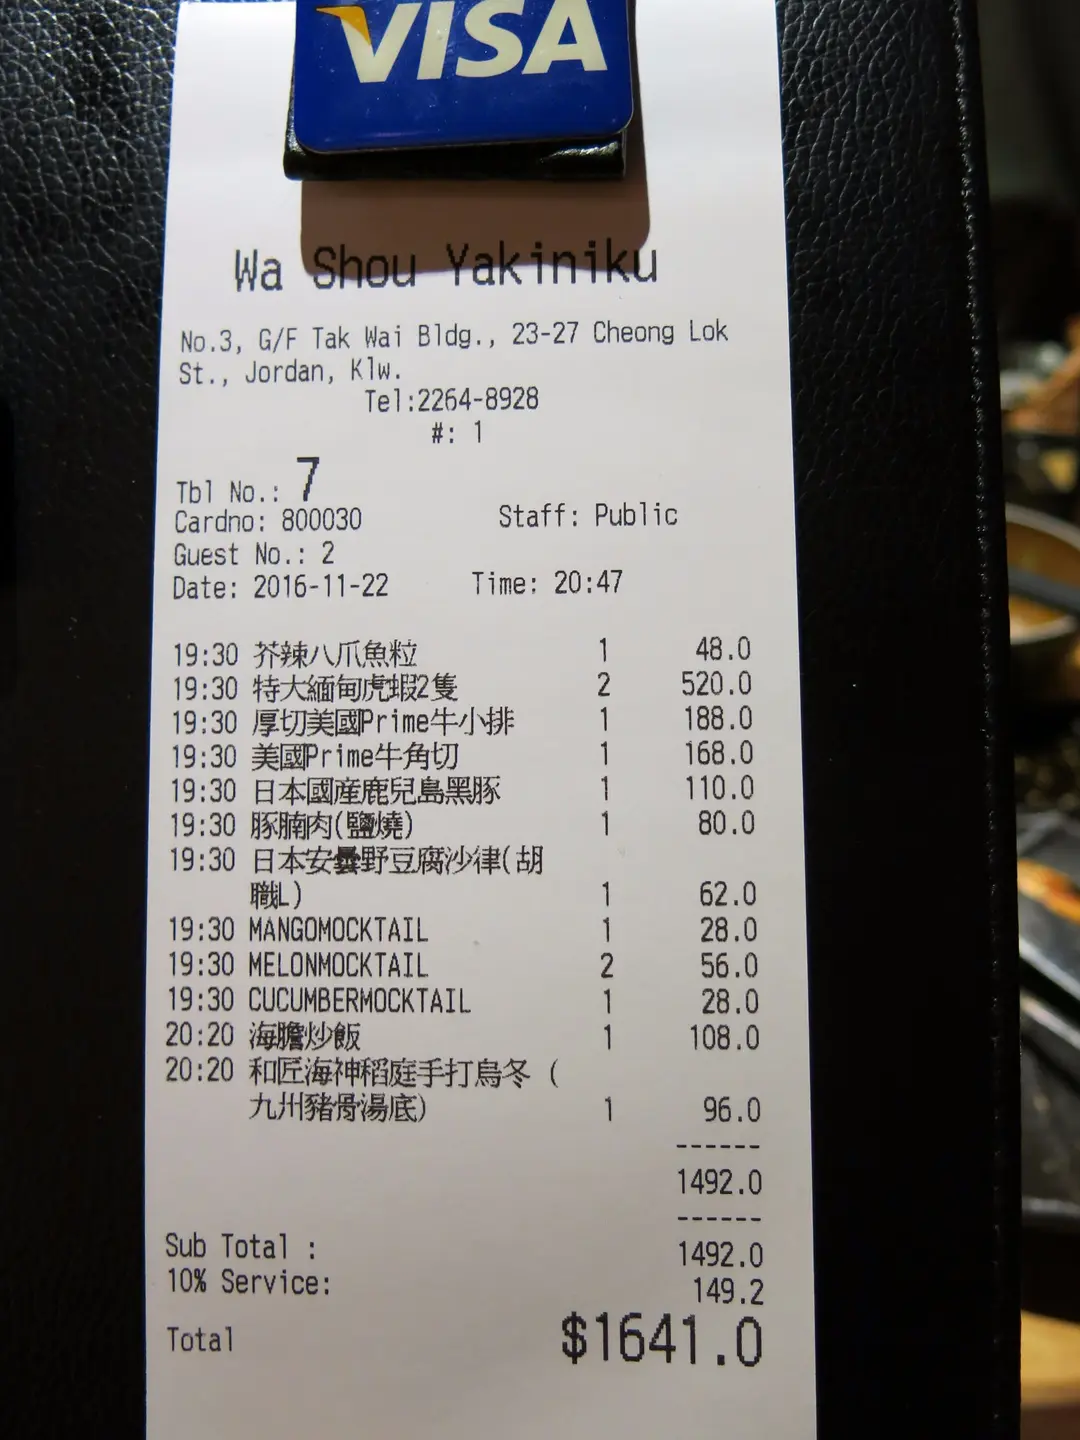 VISA
Wa Shou Yakiniku
No.3, G/F Tak Wai Bldg., 23-27 Cheong Lok
St., Jordan, Klw.
Tel:2264-8928
#: 1
Tbl No.: 7
Cardno: 800030 Staff: Public
Guest No.: 2
Date: 2016-11-22 Time: 20:47
19:30 芥辣八爪魚粒 1 48.0
19:30 特大緬甸虎蝦2隻 2 520.0
19:30 厚切美國Prime牛小排 1 188.0
19:30 美國Prime牛角切 1 168.0
19:30 日本國産鹿兒島黑豚 1 110.0
19:30 豚腩肉(鹽燒) 1 80.0
19:30 日本安曇野豆腐沙律(胡
職L) 1 62.0
19:30 MANGOMOCKTAIL 1 28.0
19:30 MELONMOCKTAIL 2 56.0
19:30 CUCUMBERMOCKTAIL 1 28.0
20:20 海膽炒飯 1 108.0
20:20 和匠海神稻庭手打烏冬 (
九州豬骨湯底) 1 96.0
------
1492.0
------
Sub Total : 1492.0
10% Service: 149.2
Total $1641.0